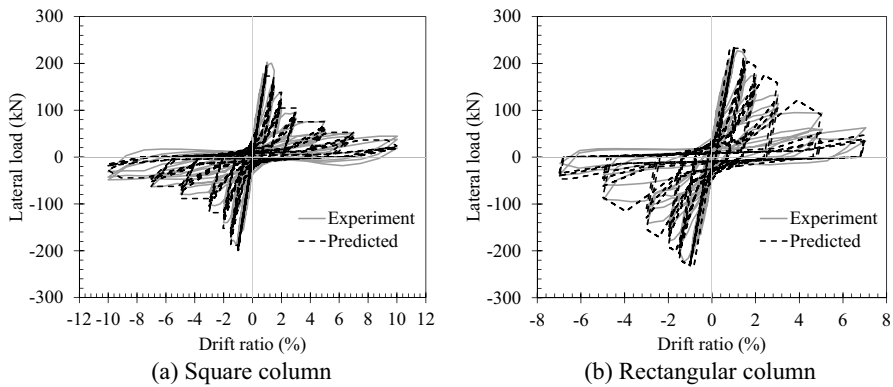 300
200
100
0
-100
-200
-300
-12 -10 -8 -6 -4 -2 0 2 4 6 8 10 12
Lateral load (kN)
Drift ratio (%)
Experiment
Predicted
(a) Square column
300
200
100
0
-100
-200
-300
-8 -6 -4 -2 0 2 4 6 8
Lateral load (kN)
Drift ratio (%)
Experiment
Predicted
(b) Rectangular column